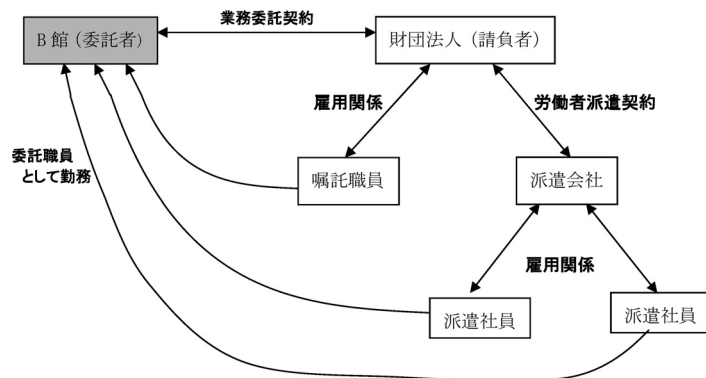 業務委託契約
B館（委託者）
財団法人（請負者）
雇用関係
労働者派遣契約
委託職員
として勤務
嘱託職員
派遣会社
雇用関係
派遣社員
派遣社員